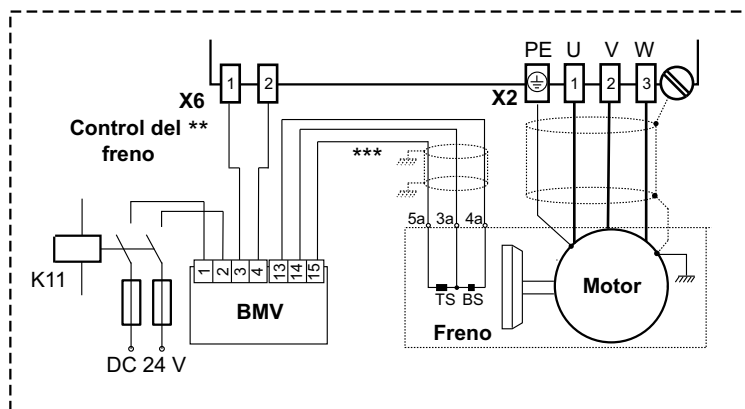 PE U V W
1 2 1 2 3
X6 X2
Control del **
freno
***
5a 3a 4a
K11
1 2 3 4 13 14 15
BMV
TS BS
Motor
Freno
DC 24 V